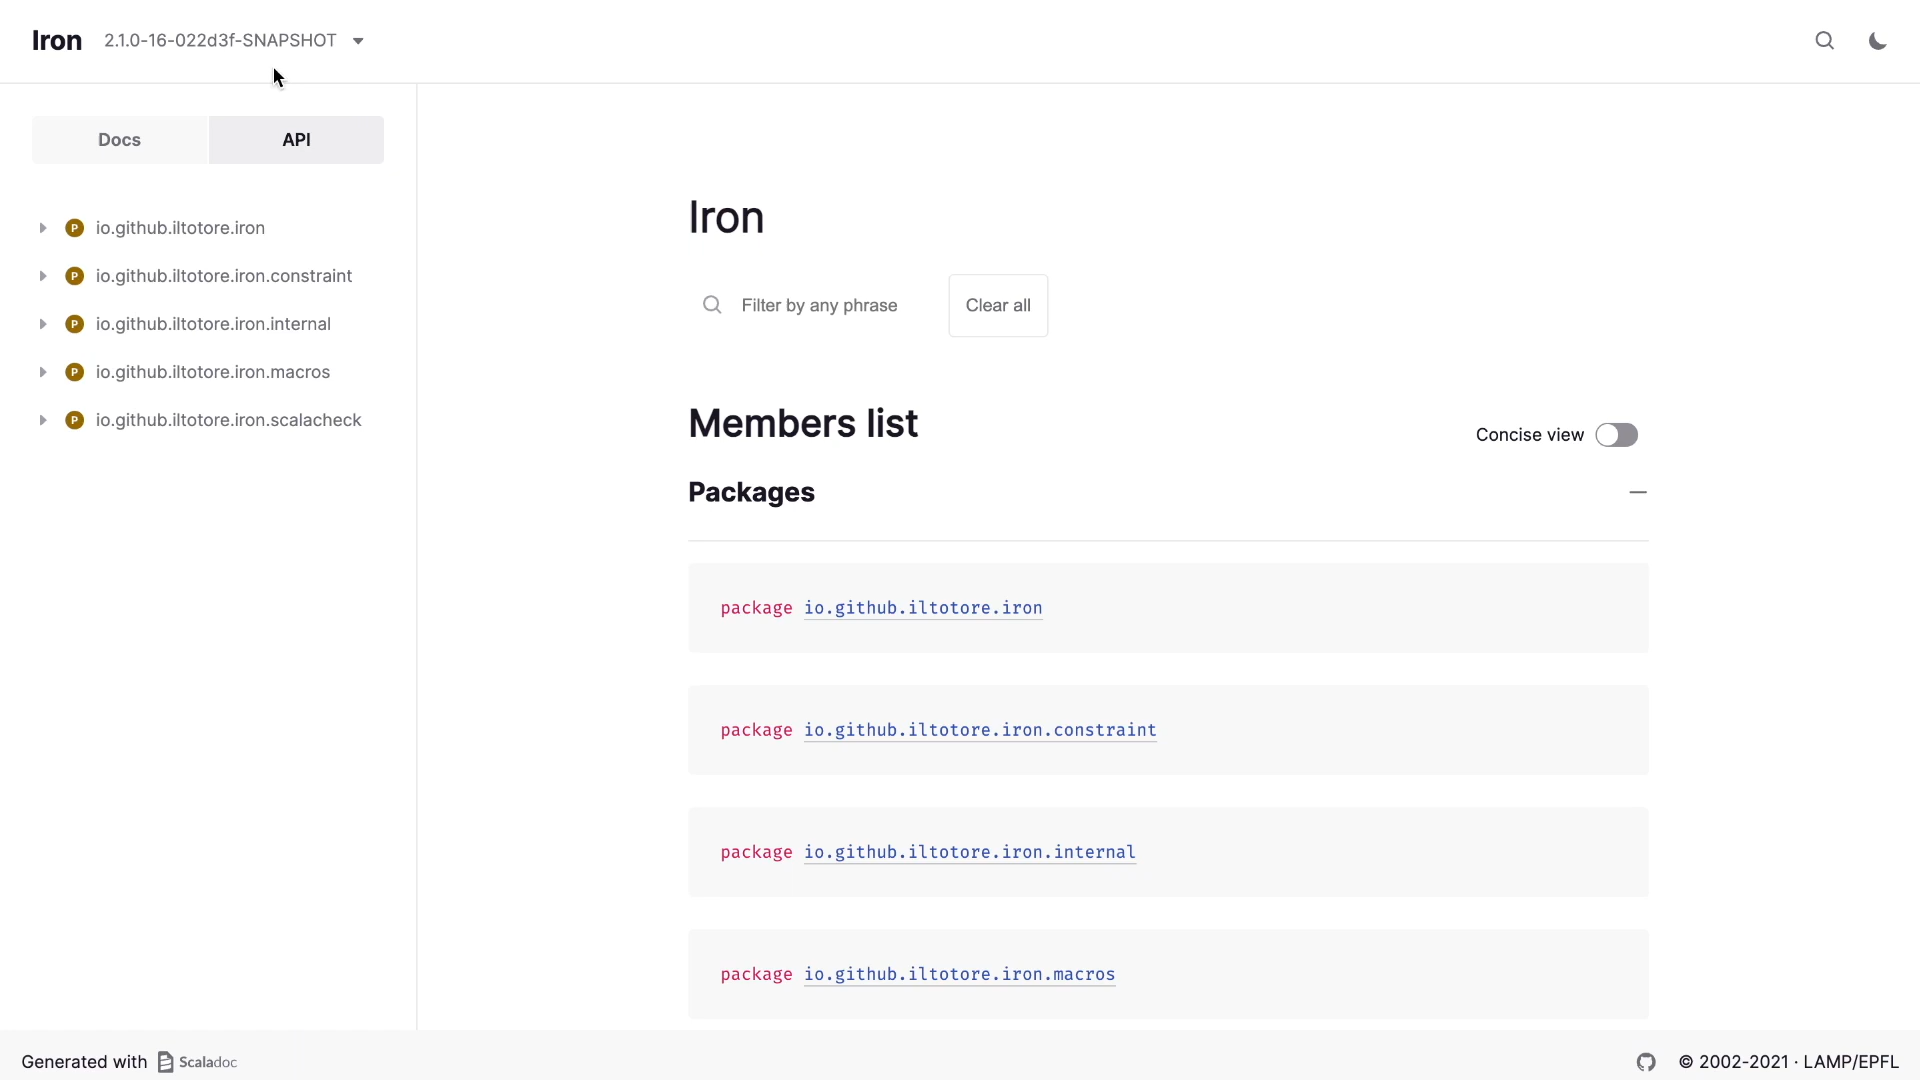 Iron 2.1.0-16-022d3f-SNAPSHOT
Docs
API
P io.github.iltotore.iron
P io.github.iltotore.iron.constraint
P io.github.iltotore.iron.internal
P io.github.iltotore.iron.macros
P io.github.iltotore.iron.scalacheck
Iron
Filter by any phrase
Clear all
Members list
Concise view
Packages
package io.github.iltotore.iron
package io.github.iltotore.iron.constraint
package io.github.iltotore.iron.internal
package io.github.iltotore.iron.macros
Generated with Scaladoc
© 2002-2021 · LAMP/EPFL